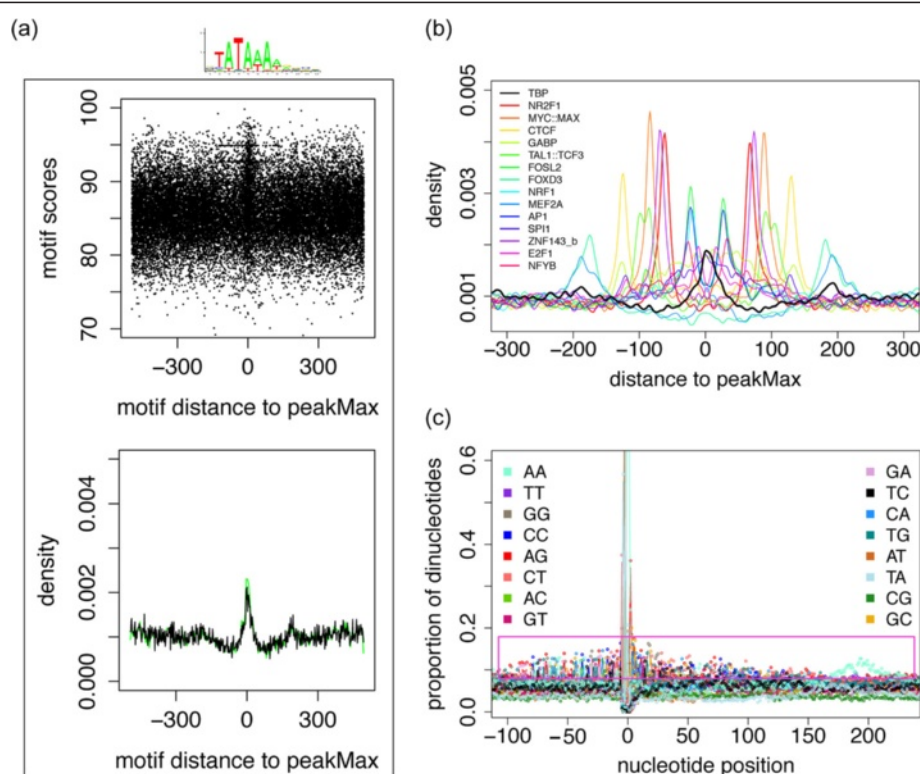 (a)
TATAAA
motif scores
100
90
80
70
−300 0 300
motif distance to peakMax
density
0.004
0.002
0.000
−300 0 300
motif distance to peakMax
(b)
density
0.005
0.003
0.001
TBP
NR2F1
MYC::MAX
CTCF
GABP
TAL1::TCF3
FOSL2
FOXD3
NRF1
MEF2A
AP1
SPI1
ZNF143_b
E2F1
NFYB
−300 −200 −100 0 100 200 300
distance to peakMax
(c)
proportion of dinucleotides
0.6
0.4
0.2
0.0
AA
TT
GG
CC
AG
CT
AC
GT
GA
TC
CA
TG
AT
TA
CG
GC
−100 −50 0 50 100 150 200
nucleotide position